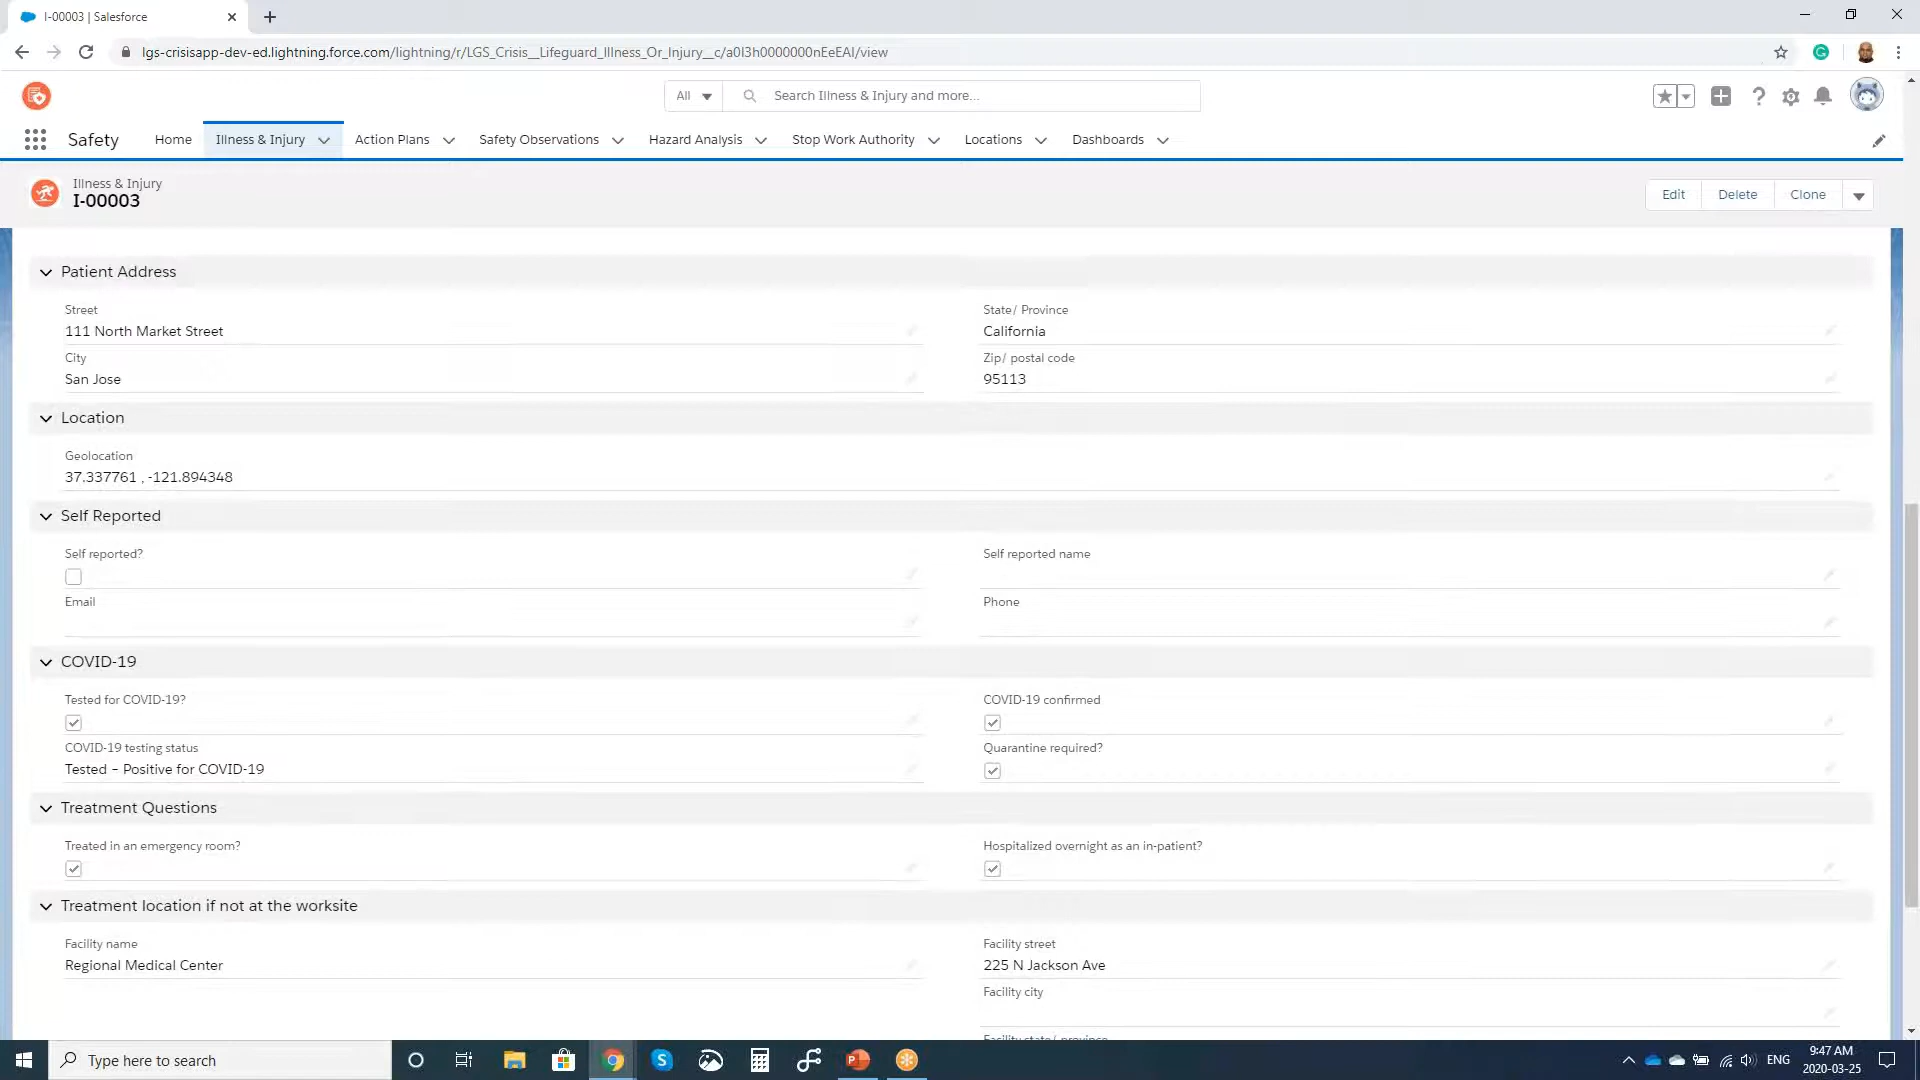 I-00003 | Salesforce
lgs-crisisapp-dev-ed.lightning.force.com/lightning/r/LGS_Crisis__Lifeguard_Illness_Or_Injury__c/a0I3h0000000nEeEAI/view
All
Search Illness & Injury and more...
Safety
Home
Illness & Injury
Action Plans
Safety Observations
Hazard Analysis
Stop Work Authority
Locations
Dashboards
Illness & Injury
I-00003
Edit
Delete
Clone
Patient Address
Street
State/ Province
111 North Market Street
California
City
Zip/ postal code
San Jose
95113
Location
Geolocation
37.337761 , -121.894348
Self Reported
Self reported?
Self reported name
Email
Phone
COVID-19
Tested for COVID-19?
COVID-19 confirmed
COVID-19 testing status
Quarantine required?
Tested – Positive for COVID-19
Treatment Questions
Treated in an emergency room?
Hospitalized overnight as an in-patient?
Treatment location if not at the worksite
Facility name
Facility street
Regional Medical Center
225 N Jackson Ave
Facility city
Facility state/ province
Type here to search
ENG
9:47 AM
2020-03-25